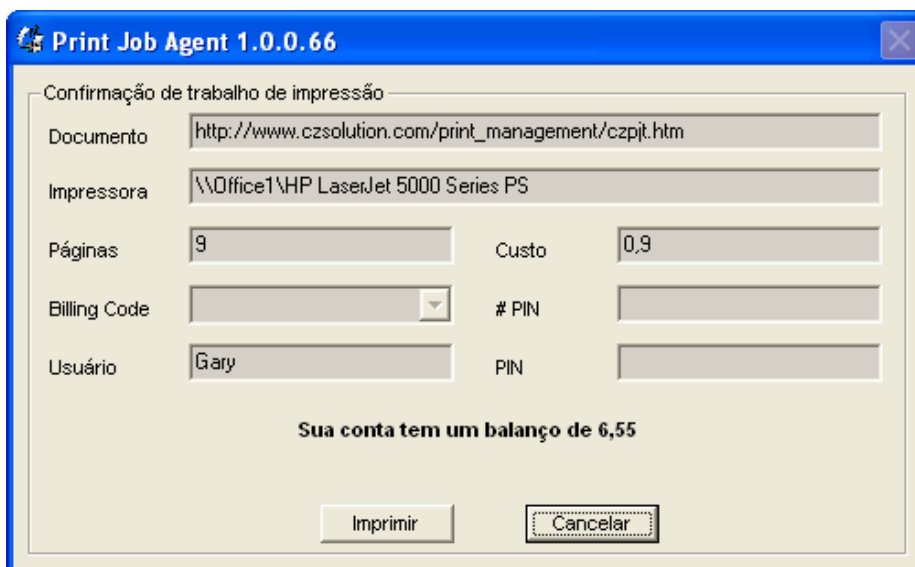 Print Job Agent 1.0.0.66
Confirmação de trabalho de impressão
Documento http://www.czsolution.com/print_management/czpjt.htm
Impressora \\Office1\HP LaserJet 5000 Series PS
Páginas 9 Custo 0,9
Billing Code # PIN
Usuário Gary PIN
Sua conta tem um balanço de 6,55
Imprimir Cancelar